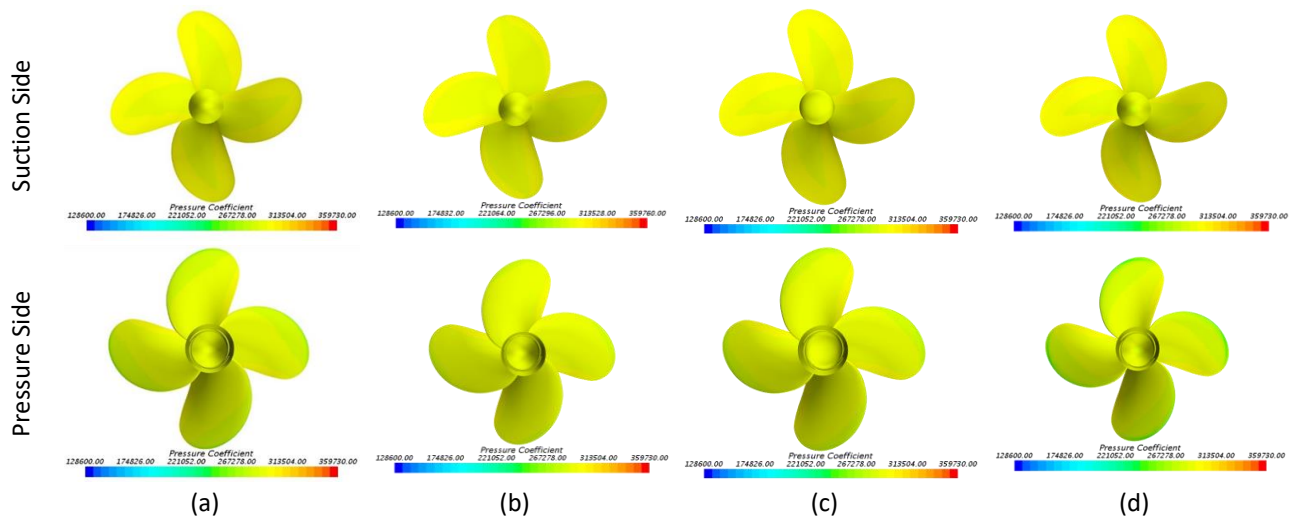 Suction Side
Pressure Coefficient
128600.00 174826.00 221052.00 267278.00 313504.00 359730.00
Pressure Coefficient
128600.00 174832.00 221064.00 267296.00 313528.00 359760.00
Pressure Coefficient
128600.00 174826.00 221052.00 267278.00 313504.00 359730.00
Pressure Coefficient
128600.00 174826.00 221052.00 267278.00 313504.00 359730.00
Pressure Side
Pressure Coefficient
128600.00 174826.00 221052.00 267278.00 313504.00 359730.00
Pressure Coefficient
128600.00 174826.00 221052.00 267278.00 313504.00 359730.00
Pressure Coefficient
128600.00 174826.00 221052.00 267278.00 313504.00 359730.00
Pressure Coefficient
128600.00 174826.00 221052.00 267278.00 313504.00 359730.00
(a) (b) (c) (d)